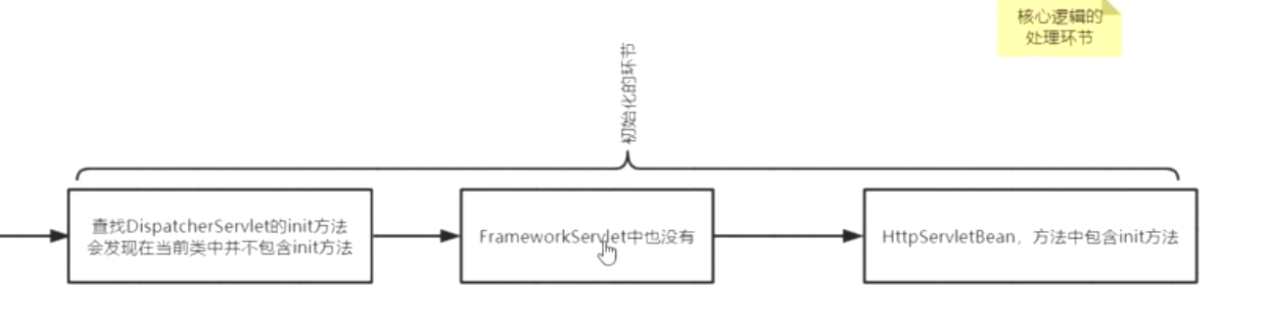 核心逻辑的
处理环节
初始化的环节
查找DispatcherServlet的init方法
会发现在当前类中并不包含init方法
FrameworkServlet中也没有
HttpServletBean，方法中包含init方法